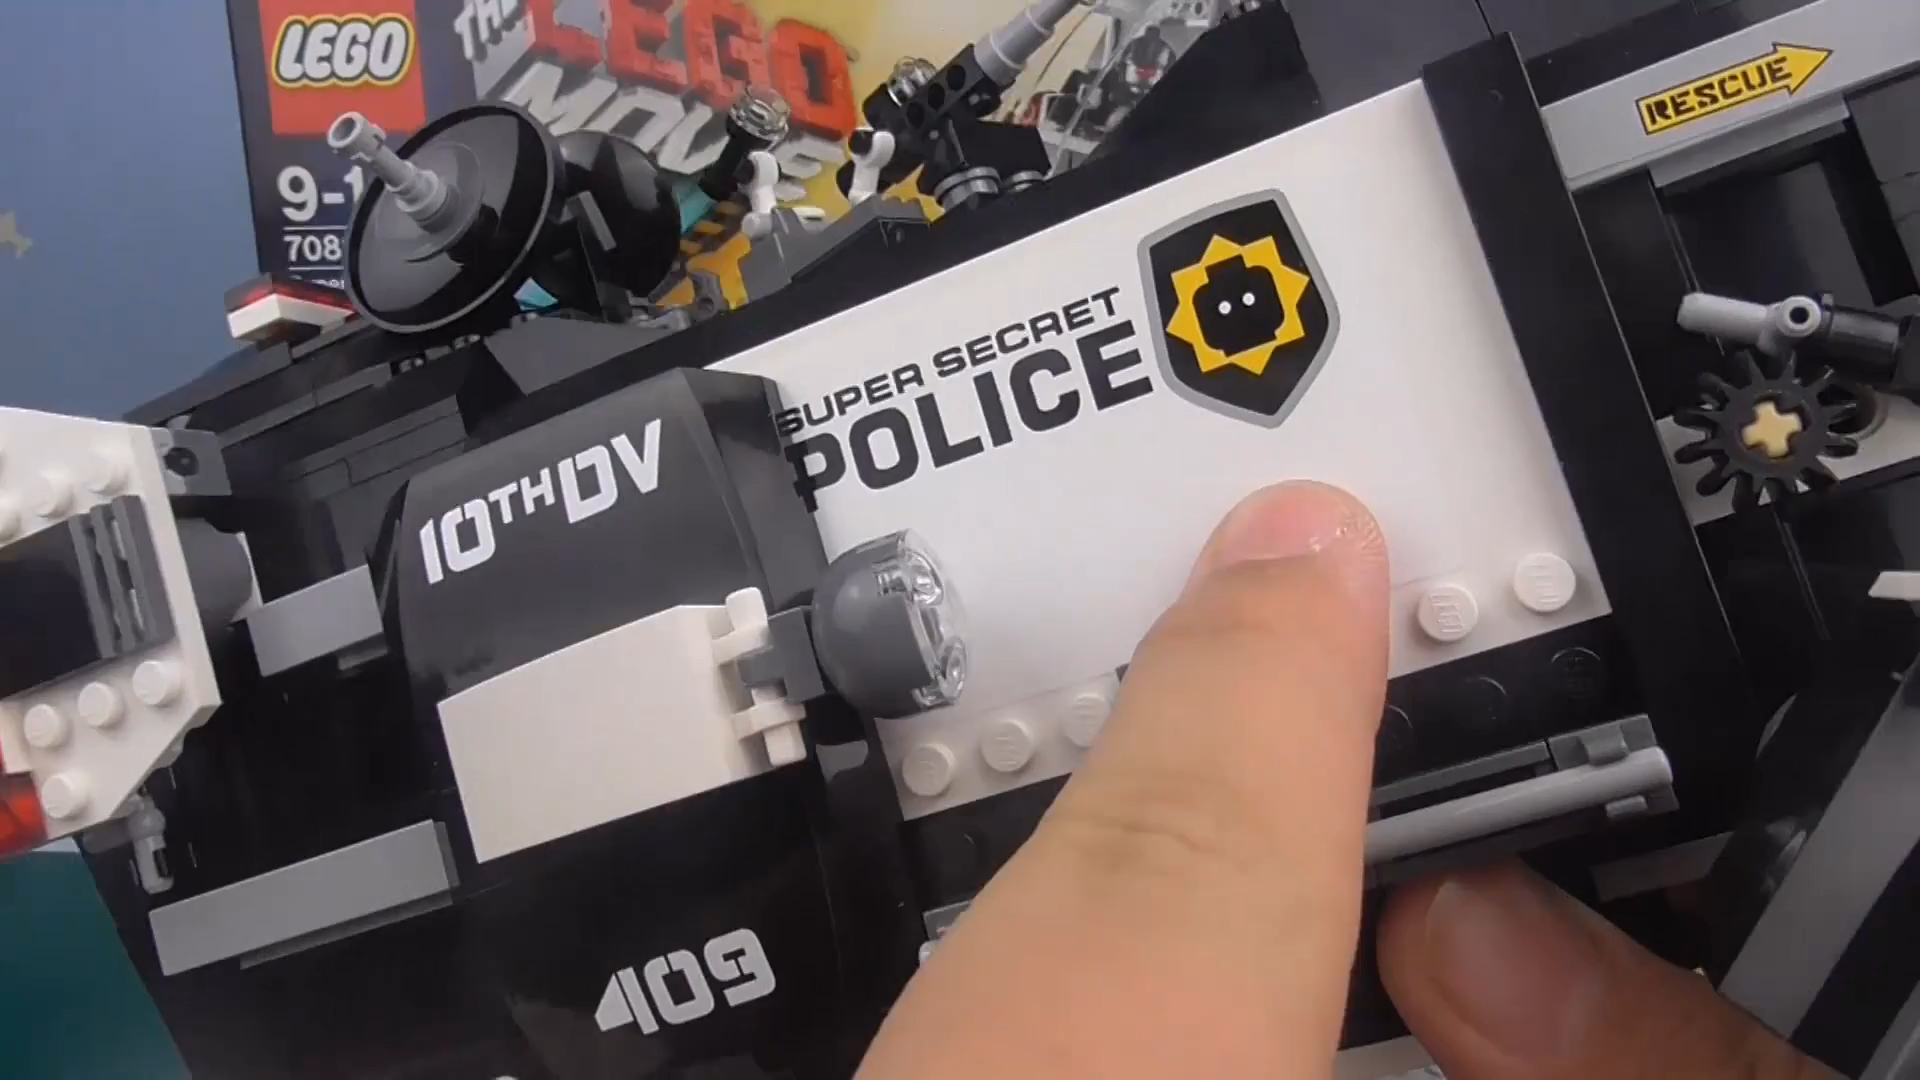 LEGO
THE
LEGO
MOVIE
9-1
708
RESCUE
SUPER SECRET
POLICE
10TH DV
409